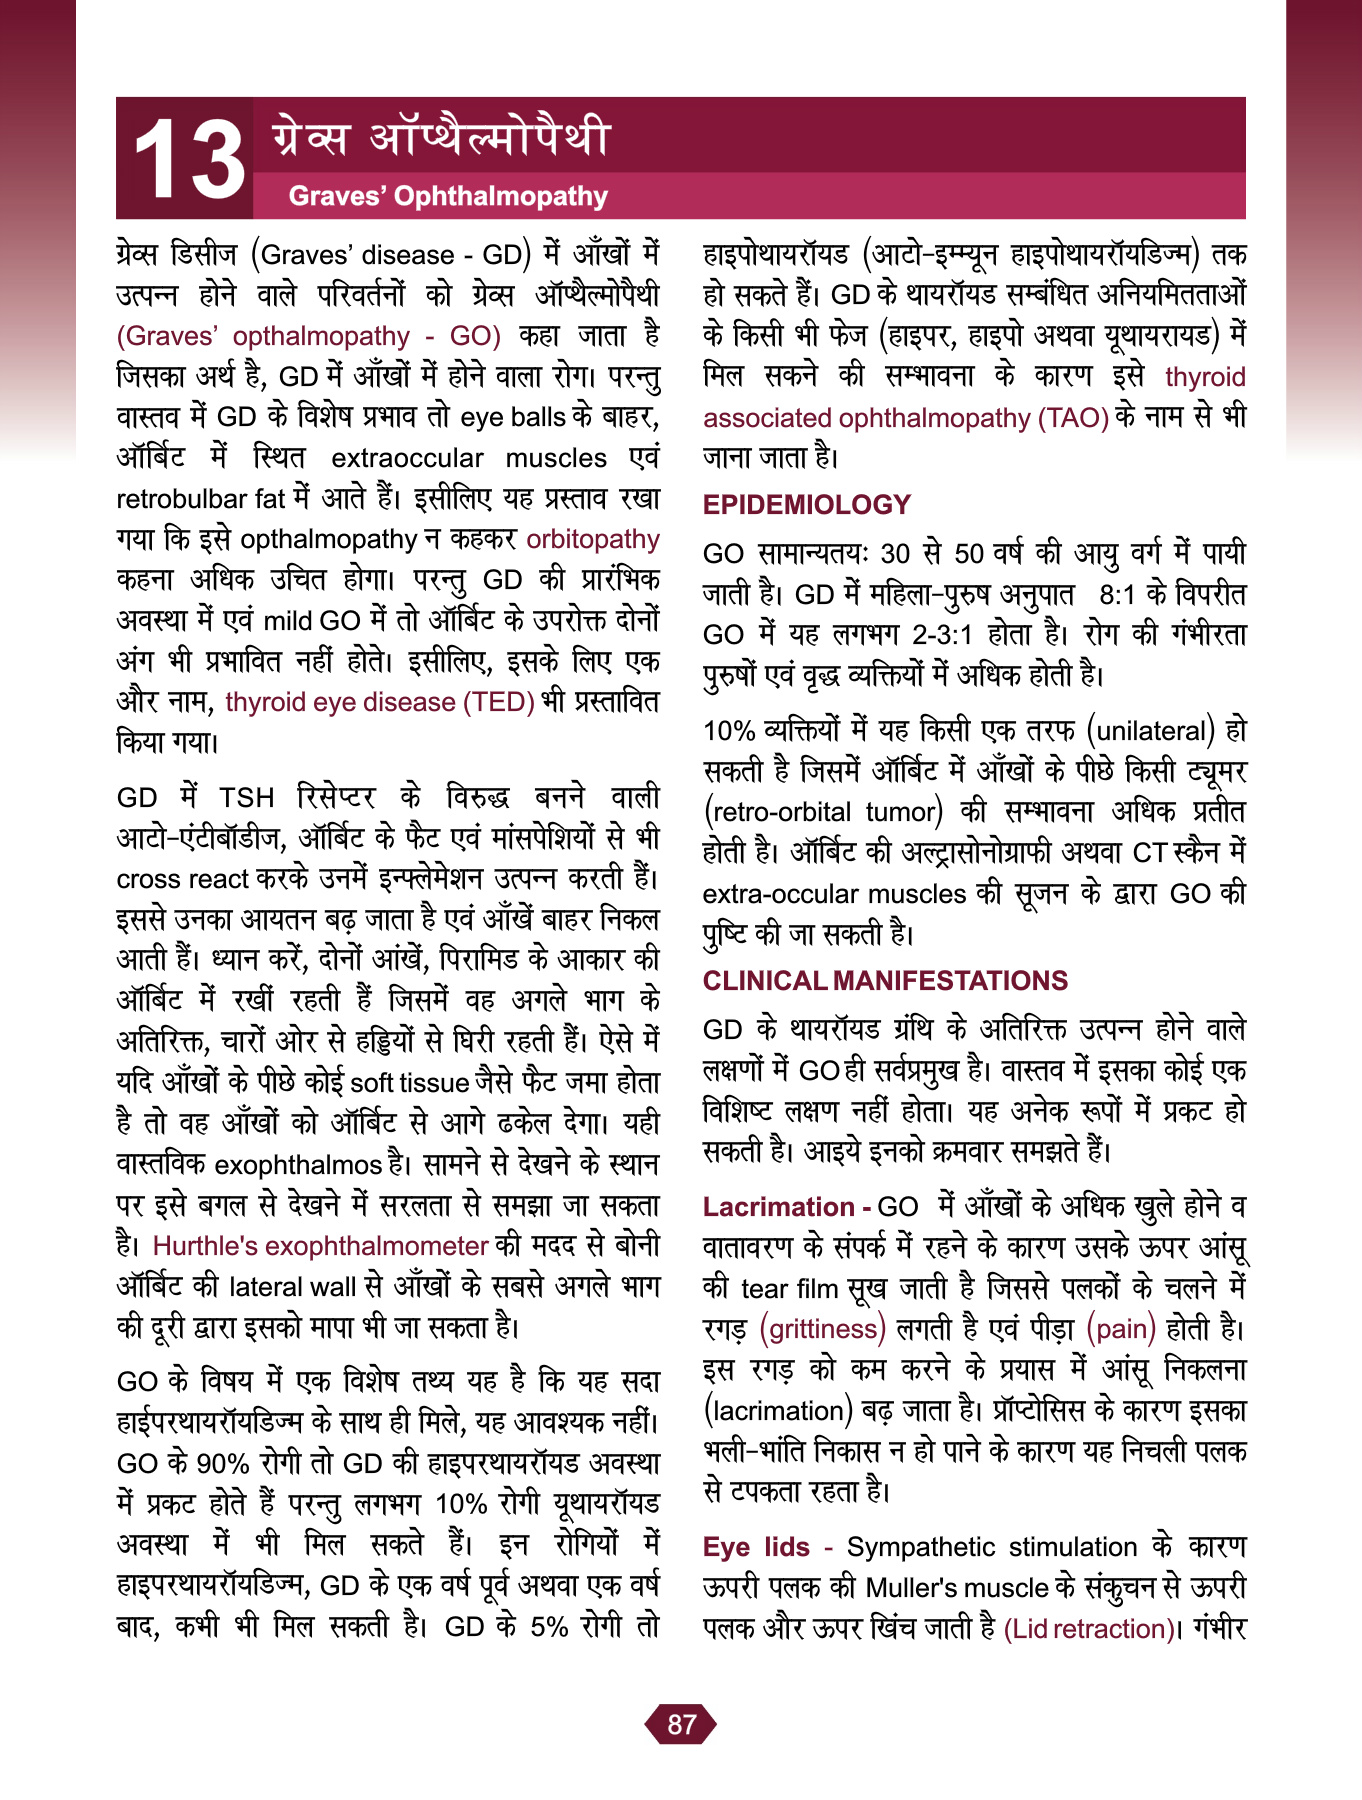 13
ग्रेव्स ऑप्थैल्मोपैथी
Graves’ Ophthalmopathy
ग्रेव्स डिसीज (Graves’ disease - GD) में आँखों में
उत्पन्न होने वाले परिवर्तनों को ग्रेव्स ऑप्थैल्मोपैथी
(Graves’ opthalmopathy - GO) कहा जाता है
जिसका अर्थ है, GD में आँखों में होने वाला रोग। परन्तु
वास्तव में GD के विशेष प्रभाव तो eye balls के बाहर,
ऑर्बिट में स्थित extraoccular muscles एवं
retrobulbar fat में आते हैं। इसीलिए यह प्रस्ताव रखा
गया कि इसे opthalmopathy न कहकर orbitopathy
कहना अधिक उचित होगा। परन्तु GD की प्रारंभिक
अवस्था में एवं mild GO में तो ऑर्बिट के उपरोक्त दोनों
अंग भी प्रभावित नहीं होते। इसीलिए, इसके लिए एक
और नाम, thyroid eye disease (TED) भी प्रस्तावित
किया गया।
GD में TSH रिसेप्टर के विरुद्ध बनने वाली
आटो-एंटीबॉडीज, ऑर्बिट के फैट एवं मांसपेशियों से भी
cross react करके उनमें इन्फ्लेमेशन उत्पन्न करती हैं।
इससे उनका आयतन बढ़ जाता है एवं आँखें बाहर निकल
आती हैं। ध्यान करें, दोनों आंखें, पिरामिड के आकार की
ऑर्बिट में रखीं रहती हैं जिसमें वह अगले भाग के
अतिरिक्त, चारों ओर से हड्डियों से घिरी रहती हैं। ऐसे में
यदि आँखों के पीछे कोई soft tissue जैसे फैट जमा होता
है तो वह आँखों को ऑर्बिट से आगे ढकेल देगा। यही
वास्तविक exophthalmos है। सामने से देखने के स्थान
पर इसे बगल से देखने में सरलता से समझा जा सकता
है। Hurthle's exophthalmometer की मदद से बोनी
ऑर्बिट की lateral wall से आँखों के सबसे अगले भाग
की दूरी द्वारा इसको मापा भी जा सकता है।
GO के विषय में एक विशेष तथ्य यह है कि यह सदा
हाईपरथायरॉयडिज्म के साथ ही मिले, यह आवश्यक नहीं।
GO के 90% रोगी तो GD की हाइपरथायरॉयड अवस्था
में प्रकट होते हैं परन्तु लगभग 10% रोगी यूथायरॉयड
अवस्था में भी मिल सकते हैं। इन रोगियों में
हाइपरथायरॉयडिज्म, GD के एक वर्ष पूर्व अथवा एक वर्ष
बाद, कभी भी मिल सकती है। GD के 5% रोगी तो
हाइपोथायरॉयड (आटो-इम्म्यून हाइपोथायरॉयडिज्म) तक
हो सकते हैं। GD के थायरॉयड सम्बंधित अनियमितताओं
के किसी भी फेज (हाइपर, हाइपो अथवा यूथायरायड) में
मिल सकने की सम्भावना के कारण इसे thyroid
associated ophthalmopathy (TAO) के नाम से भी
जाना जाता है।
EPIDEMIOLOGY
GO सामान्यतयः 30 से 50 वर्ष की आयु वर्ग में पायी
जाती है। GD में महिला-पुरुष अनुपात 8:1 के विपरीत
GO में यह लगभग 2-3:1 होता है। रोग की गंभीरता
पुरुषों एवं वृद्ध व्यक्तियों में अधिक होती है।
10% व्यक्तियों में यह किसी एक तरफ (unilateral) हो
सकती है जिसमें ऑर्बिट में आँखों के पीछे किसी ट्यूमर
(retro-orbital tumor) की सम्भावना अधिक प्रतीत
होती है। ऑर्बिट की अल्ट्रासोनोग्राफी अथवा CT स्कैन में
extra-occular muscles की सूजन के द्वारा GO की
पुष्टि की जा सकती है।
CLINICAL MANIFESTATIONS
GD के थायरॉयड ग्रंथि के अतिरिक्त उत्पन्न होने वाले
लक्षणों में GO ही सर्वप्रमुख है। वास्तव में इसका कोई एक
विशिष्ट लक्षण नहीं होता। यह अनेक रूपों में प्रकट हो
सकती है। आइये इनको क्रमवार समझते हैं।
Lacrimation - GO में आँखों के अधिक खुले होने व
वातावरण के संपर्क में रहने के कारण उसके ऊपर आंसू
की tear film सूख जाती है जिससे पलकों के चलने में
रगड़ (grittiness) लगती है एवं पीड़ा (pain) होती है।
इस रगड़ को कम करने के प्रयास में आंसू निकलना
(lacrimation) बढ़ जाता है। प्रॉप्टोसिस के कारण इसका
भली-भांति निकास न हो पाने के कारण यह निचली पलक
से टपकता रहता है।
Eye lids - Sympathetic stimulation के कारण
ऊपरी पलक की Muller's muscle के संकुचन से ऊपरी
पलक और ऊपर खिंच जाती है (Lid retraction)। गंभीर
87